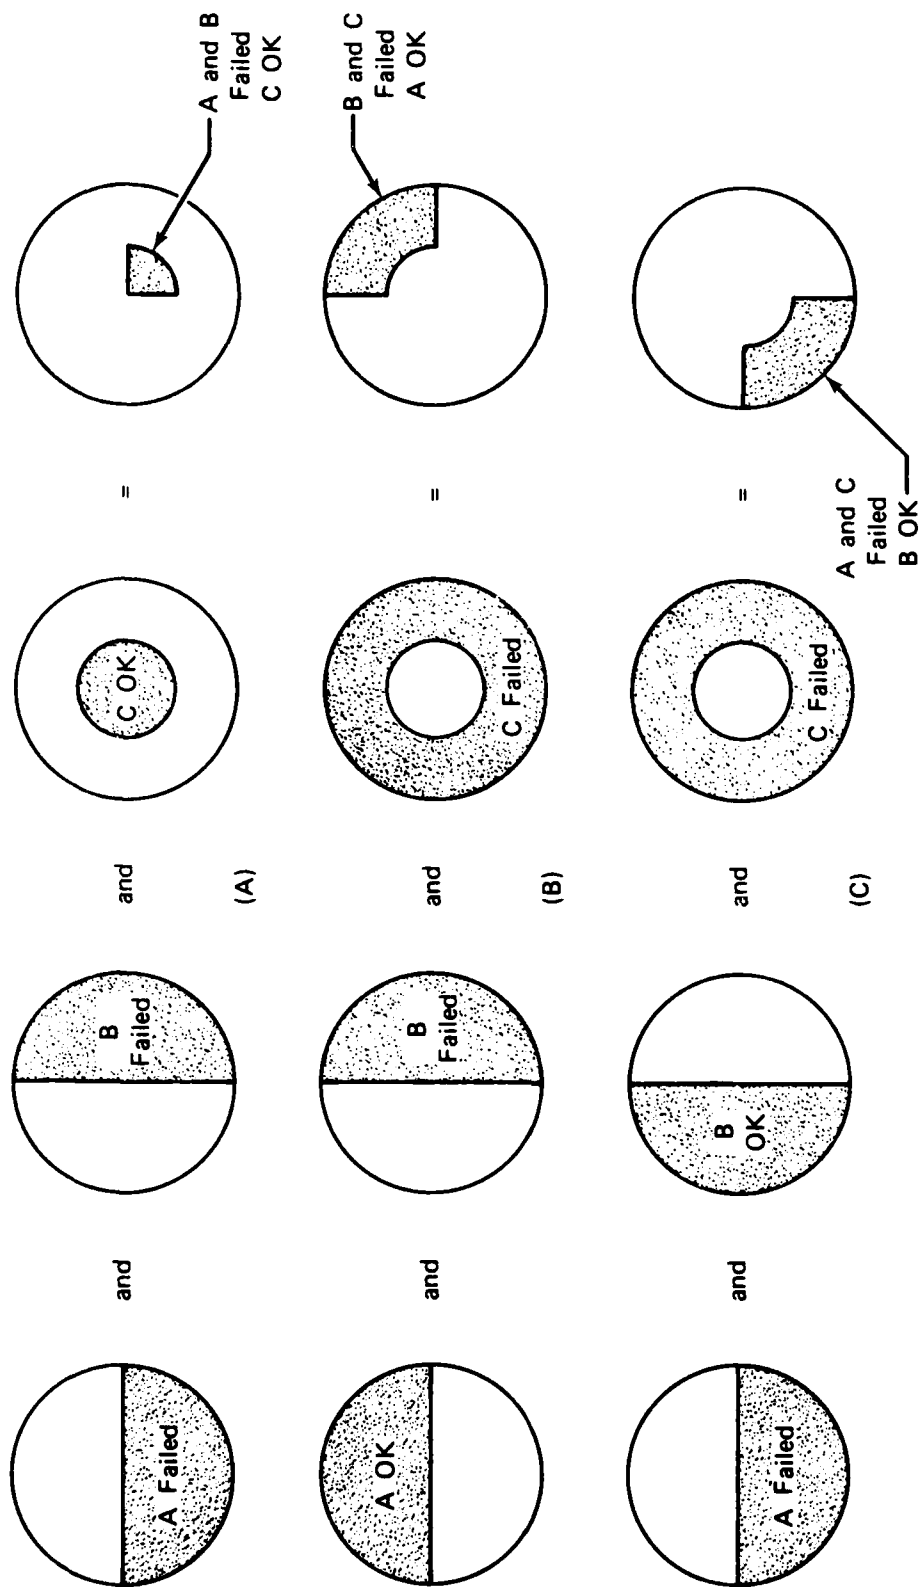 A Failed
and
B
Failed
and
C OK
=
A and B
Failed
C OK
(A)
A OK
and
B
Failed
and
C Failed
=
B and C
Failed
A OK
(B)
A Failed
and
B
OK
and
C Failed
=
A and C
Failed
B OK
(C)